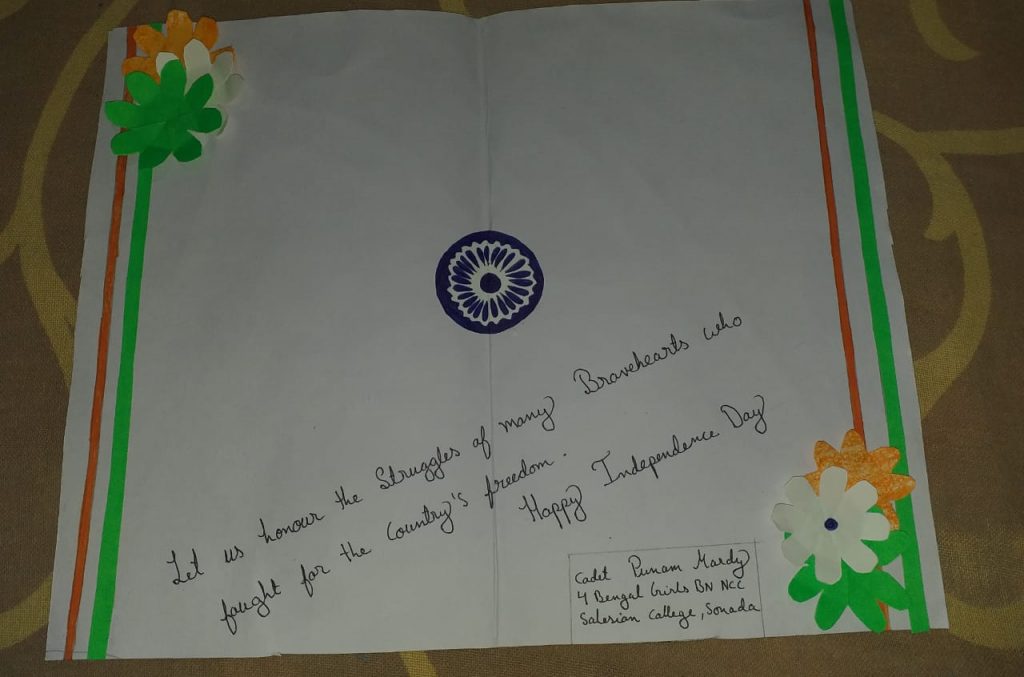 Let us honour the Struggles of many Bravehearts who
fought for the Country's freedom.
Happy Independence Day
Cadet Punam Hardy
4 Bengal Girls BN NCC
Salesian College, Sonada